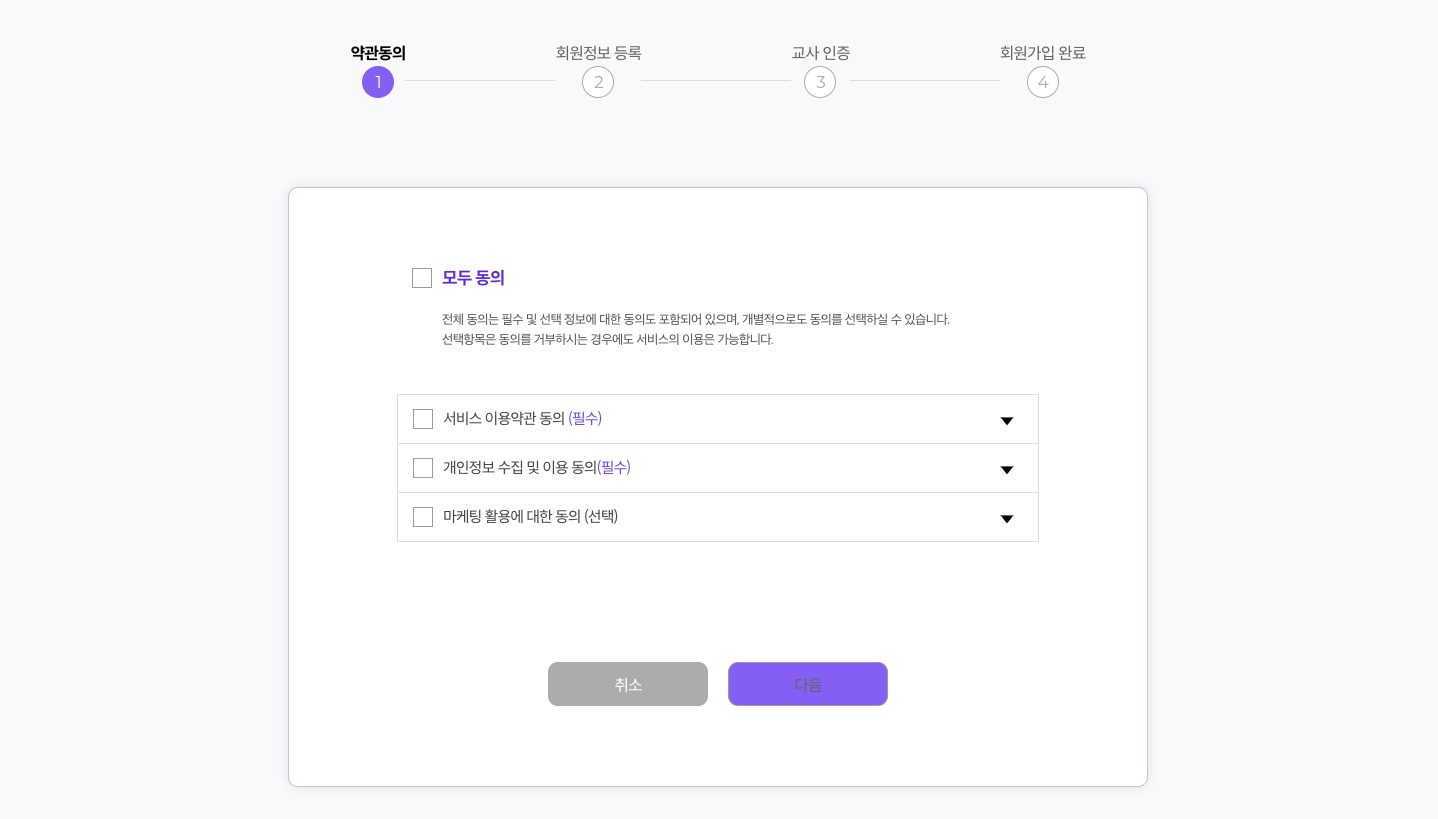 약관동의
1
회원정보 등록
2
교사 인증
3
회원가입 완료
4
모두 동의
전체 동의는 필수 및 선택 정보에 대한 동의도 포함되어 있으며, 개별적으로도 동의를 선택하실 수 있습니다.
선택항목은 동의를 거부하시는 경우에도 서비스의 이용은 가능합니다.
서비스 이용약관 동의 (필수)
개인정보 수집 및 이용 동의(필수)
마케팅 활용에 대한 동의 (선택)
취소
다음